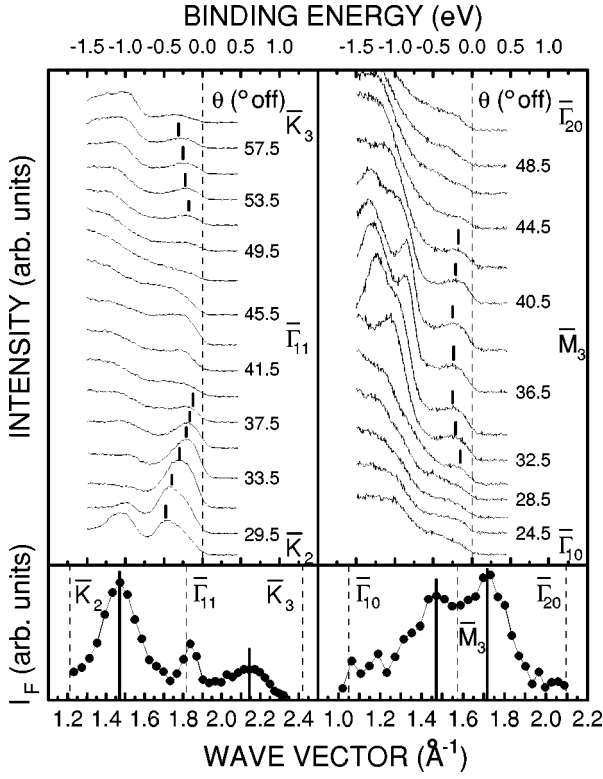 BINDING ENERGY (eV)
-1.5 -1.0 -0.5 0.0 0.5 1.0
-1.5 -1.0 -0.5 0.0 0.5 1.0
INTENSITY (arb. units)
θ (° off)
K̅3
57.5
53.5
49.5
45.5
Γ̅11
41.5
37.5
33.5
29.5
K̅2
θ (° off)
Γ̅20
48.5
44.5
40.5
M̅3
36.5
32.5
28.5
24.5
Γ̅10
I_F (arb. units)
K̅2 Γ̅11 K̅3
Γ̅10 M̅3 Γ̅20
1.2 1.4 1.6 1.8 2.0 2.2 2.4
1.0 1.2 1.4 1.6 1.8 2.0 2.2
WAVE VECTOR (Å⁻¹)